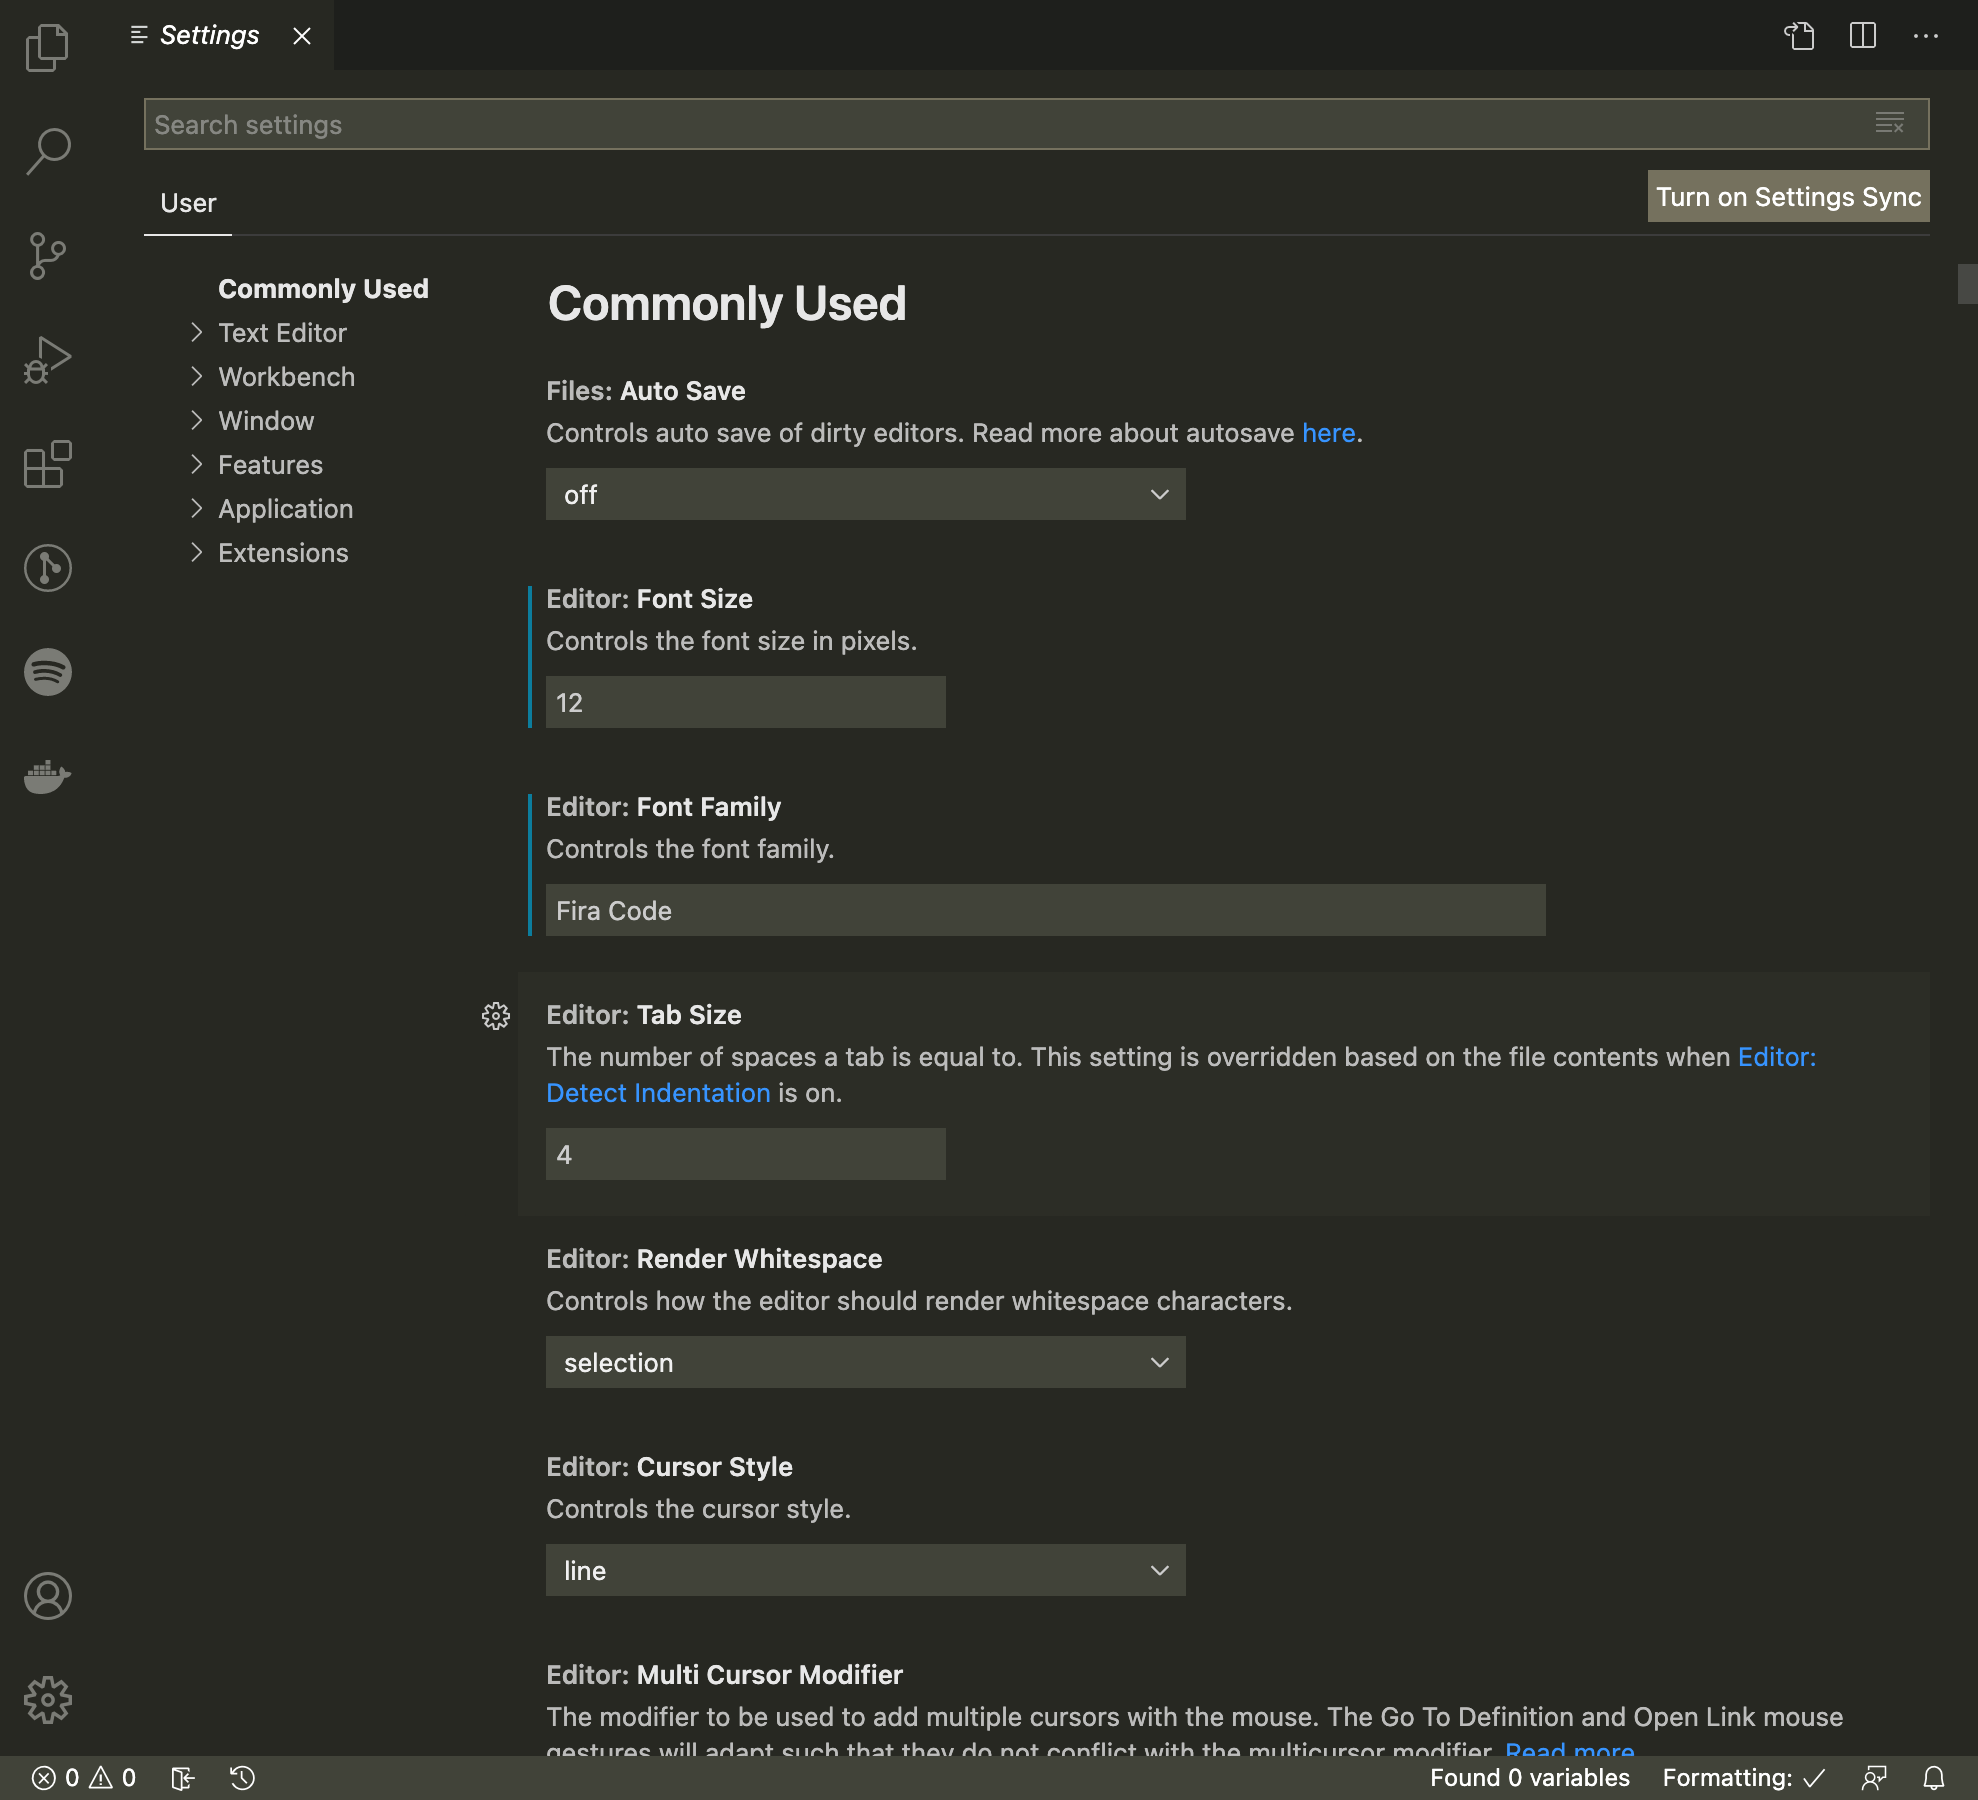 Settings
Search settings
User
Turn on Settings Sync
Commonly Used
Text Editor
Workbench
Window
Features
Application
Extensions
Commonly Used
Files: Auto Save
Controls auto save of dirty editors. Read more about autosave here.
off
Editor: Font Size
Controls the font size in pixels.
12
Editor: Font Family
Controls the font family.
Fira Code
Editor: Tab Size
The number of spaces a tab is equal to. This setting is overridden based on the file contents when Editor:
Detect Indentation is on.
4
Editor: Render Whitespace
Controls how the editor should render whitespace characters.
selection
Editor: Cursor Style
Controls the cursor style.
line
Editor: Multi Cursor Modifier
The modifier to be used to add multiple cursors with the mouse. The Go To Definition and Open Link mouse
gestures will adapt such that they do not conflict with the multicursor modifier. Read more
0 0
Found 0 variables
Formatting: